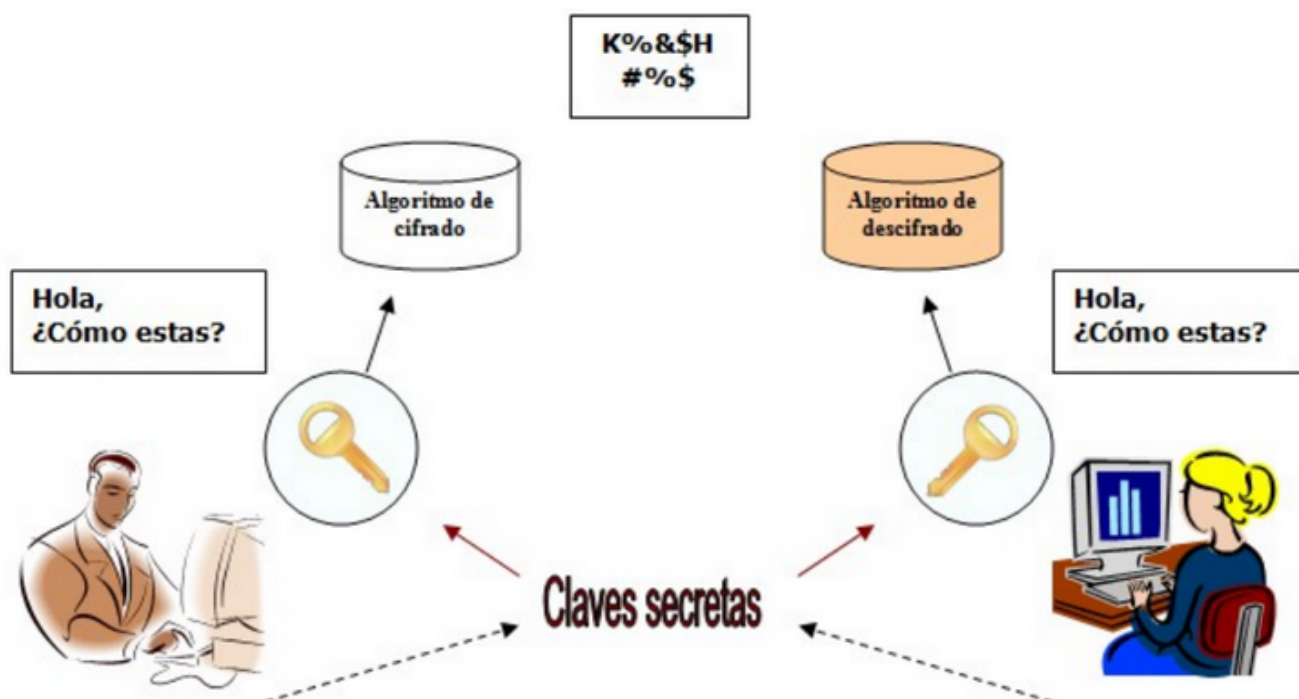 K%&$H
#%$
Algoritmo de
cifrado
Algoritmo de
descifrado
Hola,
¿Cómo estas?
Hola,
¿Cómo estas?
Claves secretas